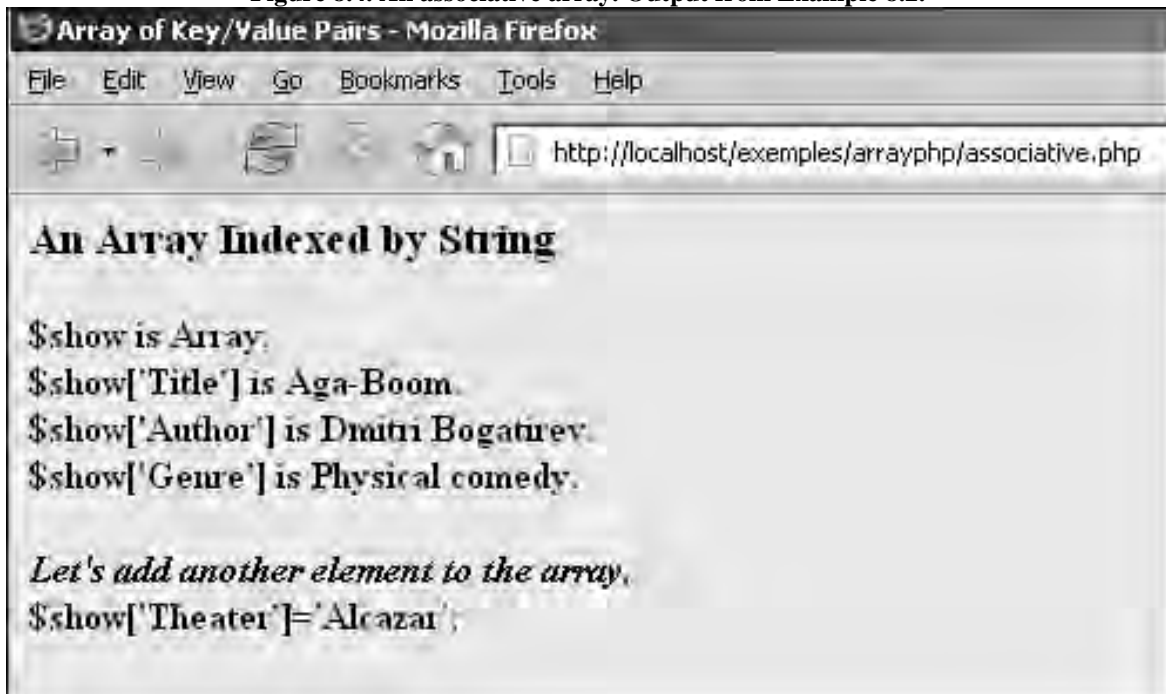 Figure 8.4. An associative array. Output from Example 8.2.
Array of Key/Value Pairs - Mozilla Firefox
File Edit View Go Bookmarks Tools Help
http://localhost/exemples/arrayphp/associative.php
An Array Indexed by String
$show is Array.
$show['Title'] is Aga-Boom.
$show['Author'] is Dmitri Bogatirev.
$show['Genre'] is Physical comedy.
Let's add another element to the array.
$show['Theater']='Alcazar';